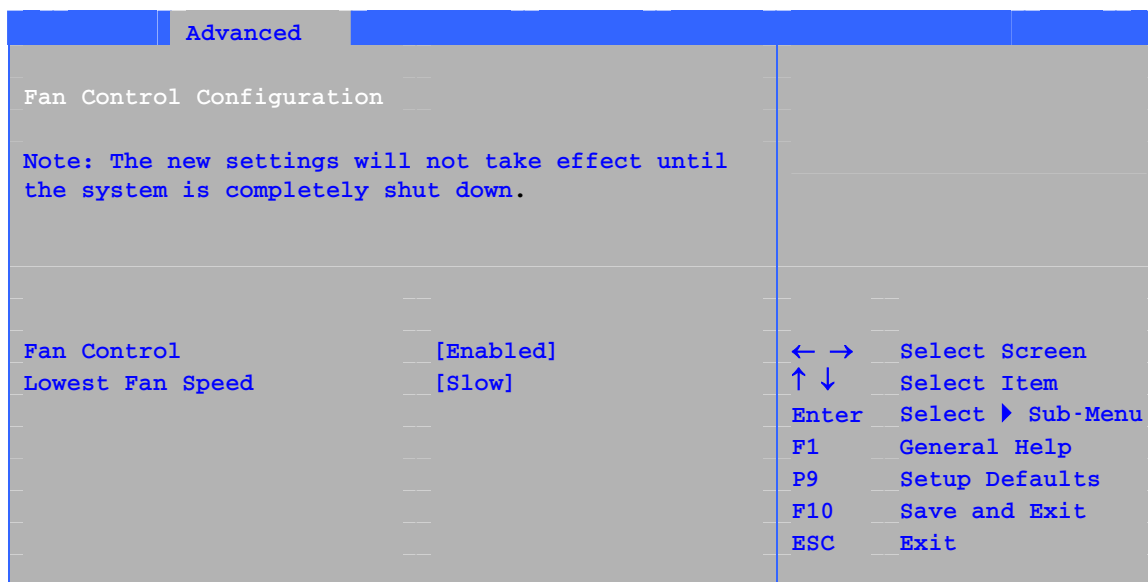 Advanced
Fan Control Configuration
Note: The new settings will not take effect until
the system is completely shut down.
Fan Control [Enabled]
Lowest Fan Speed [Slow]
← → Select Screen
↑ ↓ Select Item
Enter Select ▶ Sub-Menu
F1 General Help
P9 Setup Defaults
F10 Save and Exit
ESC Exit